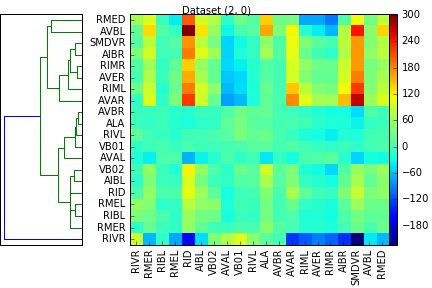 Dataset (2, 0)
RMED
AVBL
SMDVR
AIBR
RIMR
AVER
RIML
AVAR
AVBR
ALA
RIVL
VB01
AVAL
VB02
AIBL
RID
RMEL
RIBL
RMER
RIVR
300
240
180
120
60
0
−60
−120
−180
RIVR
RMER
RIBL
RMEL
RID
AIBL
VB02
AVAL
VB01
RIVL
ALA
AVBR
AVAR
RIML
AVER
RIMR
AIBR
SMDVR
AVBL
RMED